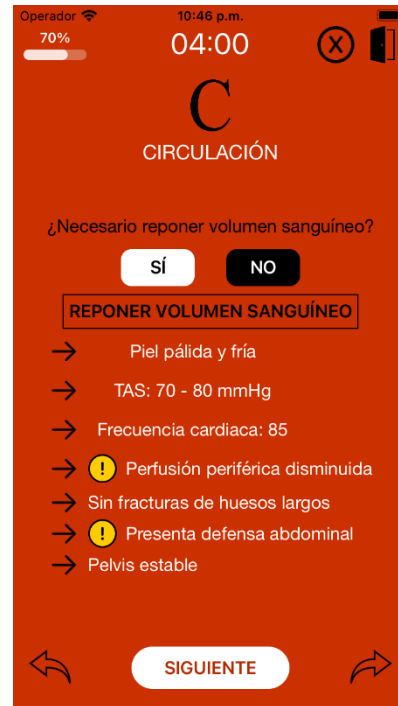 Operador 10:46 p.m.
70% 04:00 X
C
CIRCULACIÓN
¿Necesario reponer volumen sanguíneo?
SÍ NO
REPONER VOLUMEN SANGUÍNEO
Piel pálida y fría
TAS: 70 - 80 mmHg
Frecuencia cardiaca: 85
! Perfusión periférica disminuida
Sin fracturas de huesos largos
! Presenta defensa abdominal
Pelvis estable
SIGUIENTE